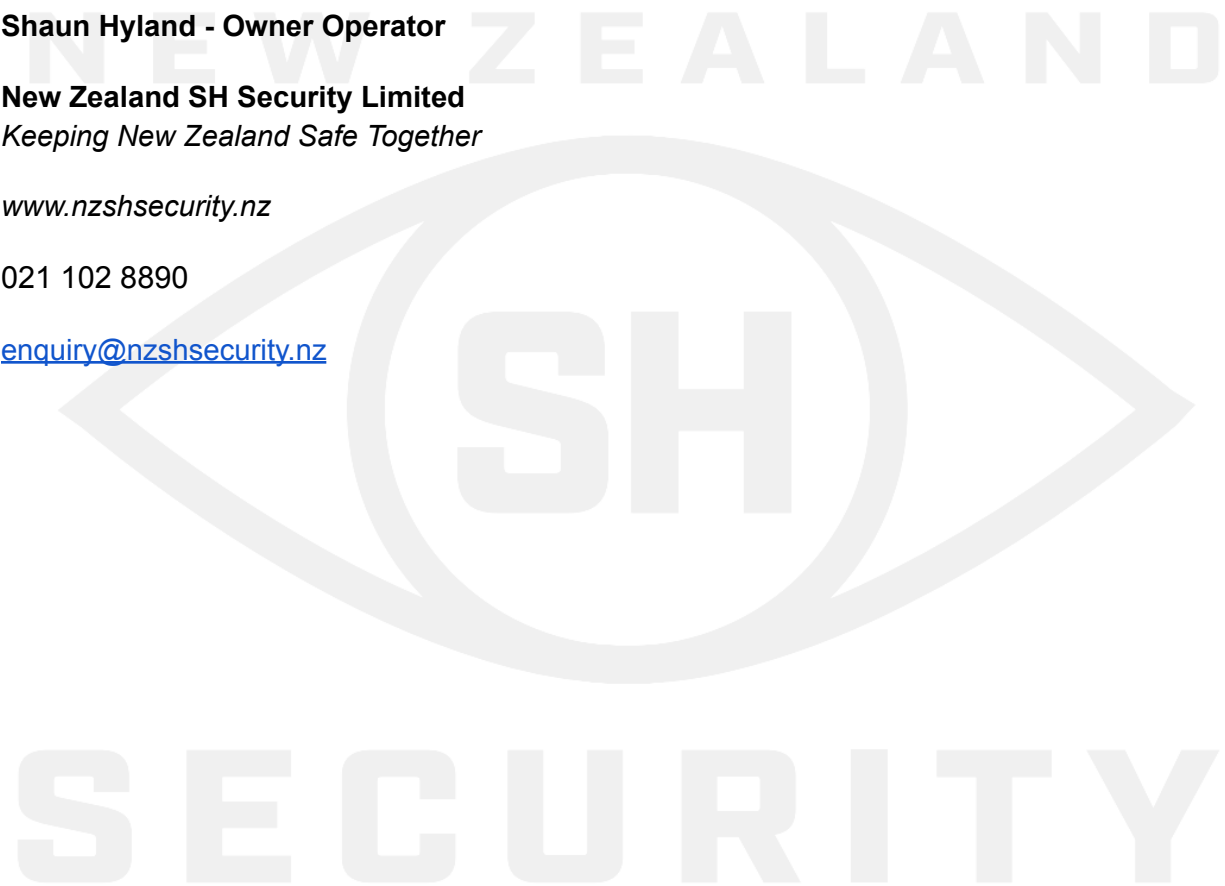 NEW ZEALAND
Shaun Hyland - Owner Operator
New Zealand SH Security Limited
Keeping New Zealand Safe Together
www.nzshsecurity.nz
021 102 8890
enquiry@nzshsecurity.nz
SH
SECURITY